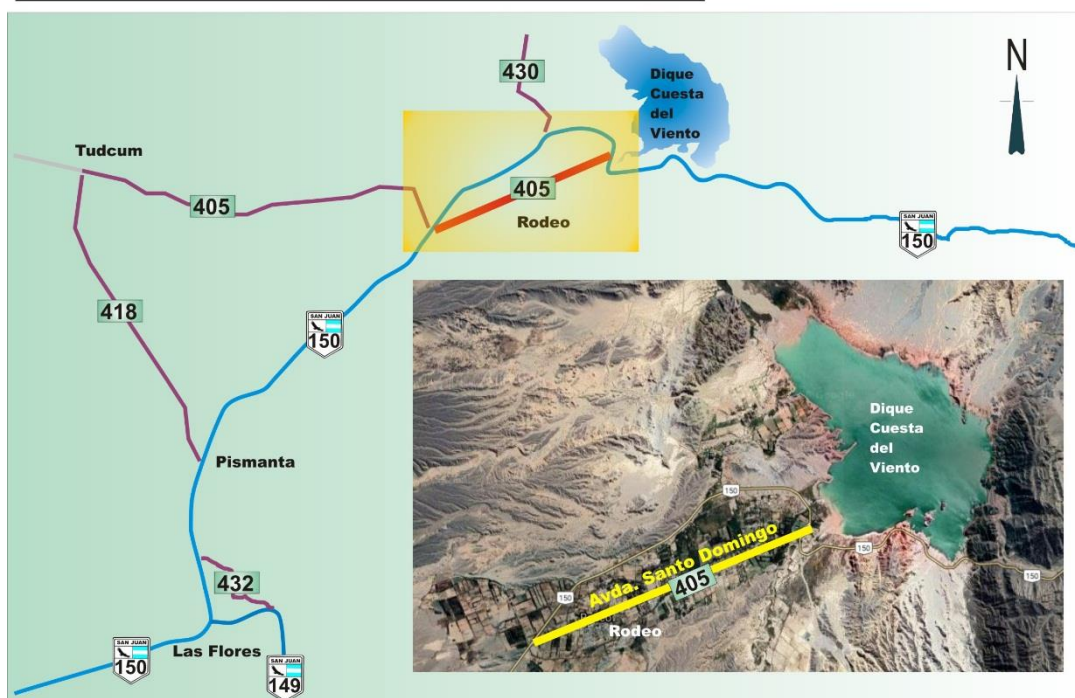 430
Dique
Cuesta
del
Viento
N
Tudcum
405
405
Rodeo
SAN JUAN
150
418
SAN JUAN
150
Pismanta
432
Las Flores
SAN JUAN
150
SAN JUAN
149
Dique
Cuesta
del
Viento
150
Avda. Santo Domingo
405
150
150
150
Rodeo